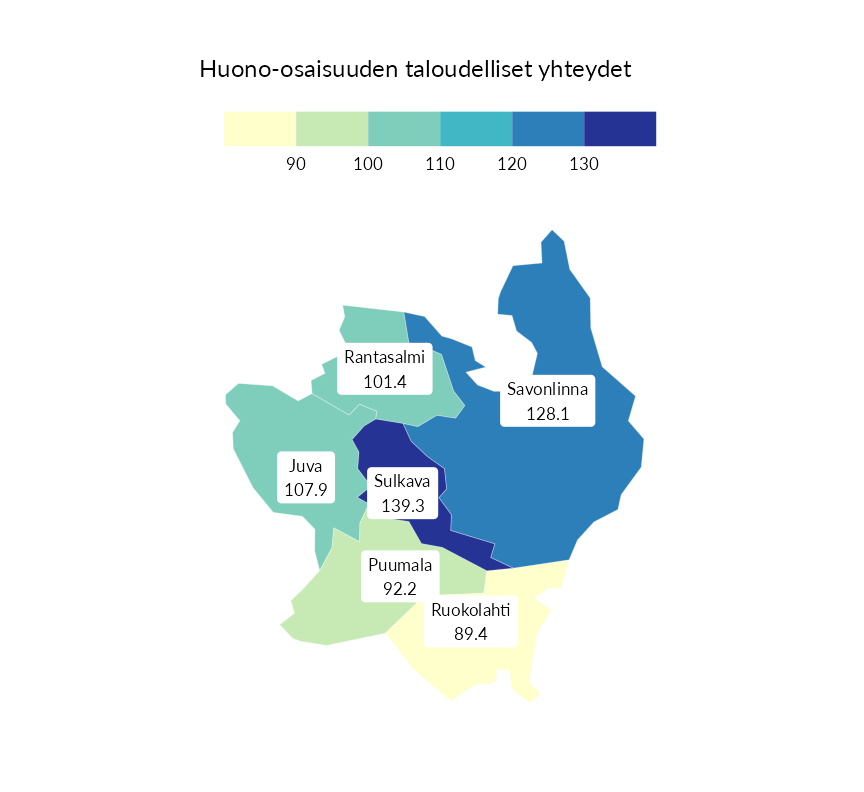 Huono-osaisuuden taloudelliset yhteydet
90 100 110 120 130
Rantasalmi
101.4
Savonlinna
128.1
Juva
107.9
Sulkava
139.3
Puumala
92.2
Ruokolahti
89.4